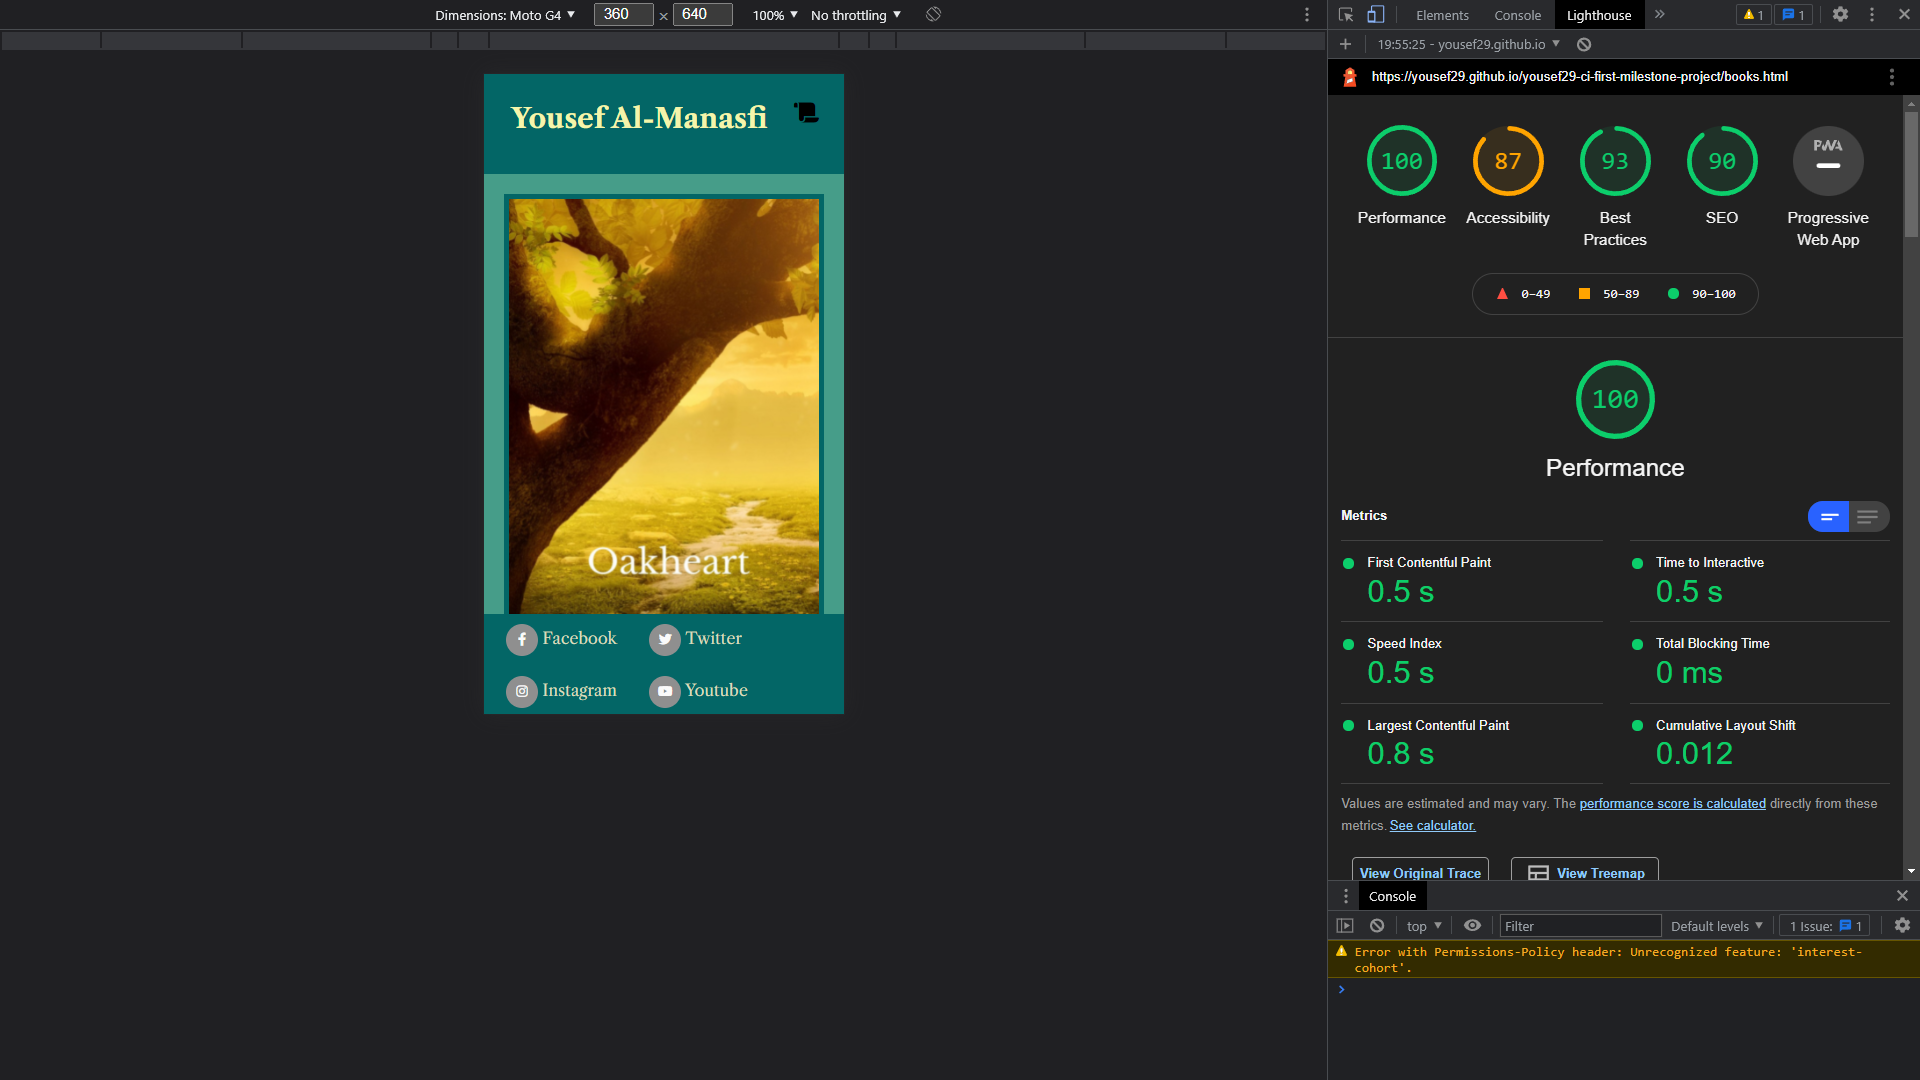 Dimensions: Moto G4 ▼ 360 × 640 100% ▼ No throttling ▼
Elements Console Lighthouse » 1 1
19:55:25 - yousef29.github.io ▼
https://yousef29.github.io/yousef29-ci-first-milestone-project/books.html
Yousef Al-Manasfi
Oakheart
Facebook Twitter
Instagram Youtube
100 87 93 90 PWA
Performance Accessibility Best Practices SEO Progressive Web App
0–49 50–89 90–100
100
Performance
Metrics
First Contentful Paint Time to Interactive
0.5 s 0.5 s
Speed Index Total Blocking Time
0.5 s 0 ms
Largest Contentful Paint Cumulative Layout Shift
0.8 s 0.012
Values are estimated and may vary. The performance score is calculated directly from these
metrics. See calculator.
View Original Trace View Treemap
Console
top ▼ Filter Default levels ▼ 1 Issue: 1
Error with Permissions-Policy header: Unrecognized feature: 'interest-
cohort'.